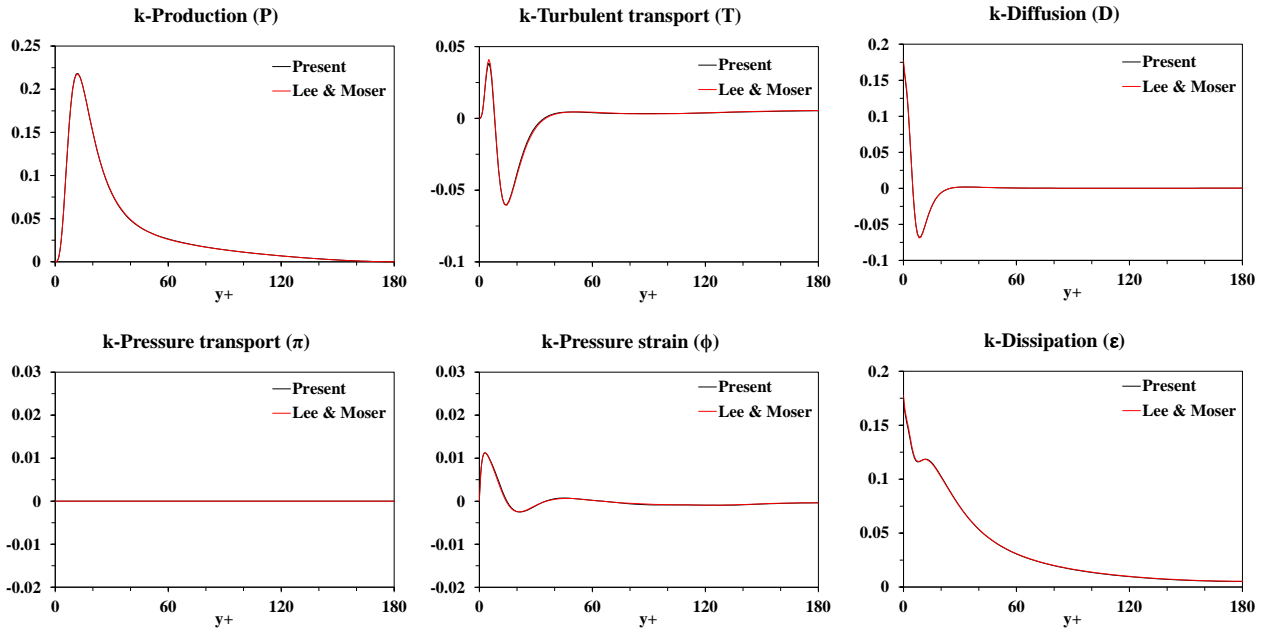 k-Production (P)
0.25
0.2
0.15
0.1
0.05
0
0 60 120 180
y+
Present
Lee & Moser
k-Turbulent transport (T)
0.05
0
-0.05
-0.1
0 60 120 180
y+
Present
Lee & Moser
k-Diffusion (D)
0.2
0.15
0.1
0.05
0
-0.05
-0.1
0 60 120 180
y+
Present
Lee & Moser
k-Pressure transport (π)
0.03
0.02
0.01
0
-0.01
-0.02
0 60 120 180
y+
Present
Lee & Moser
k-Pressure strain (ϕ)
0.03
0.02
0.01
0
-0.01
-0.02
0 60 120 180
y+
Present
Lee & Moser
k-Dissipation (ε)
0.2
0.15
0.1
0.05
0
0 60 120 180
y+
Present
Lee & Moser